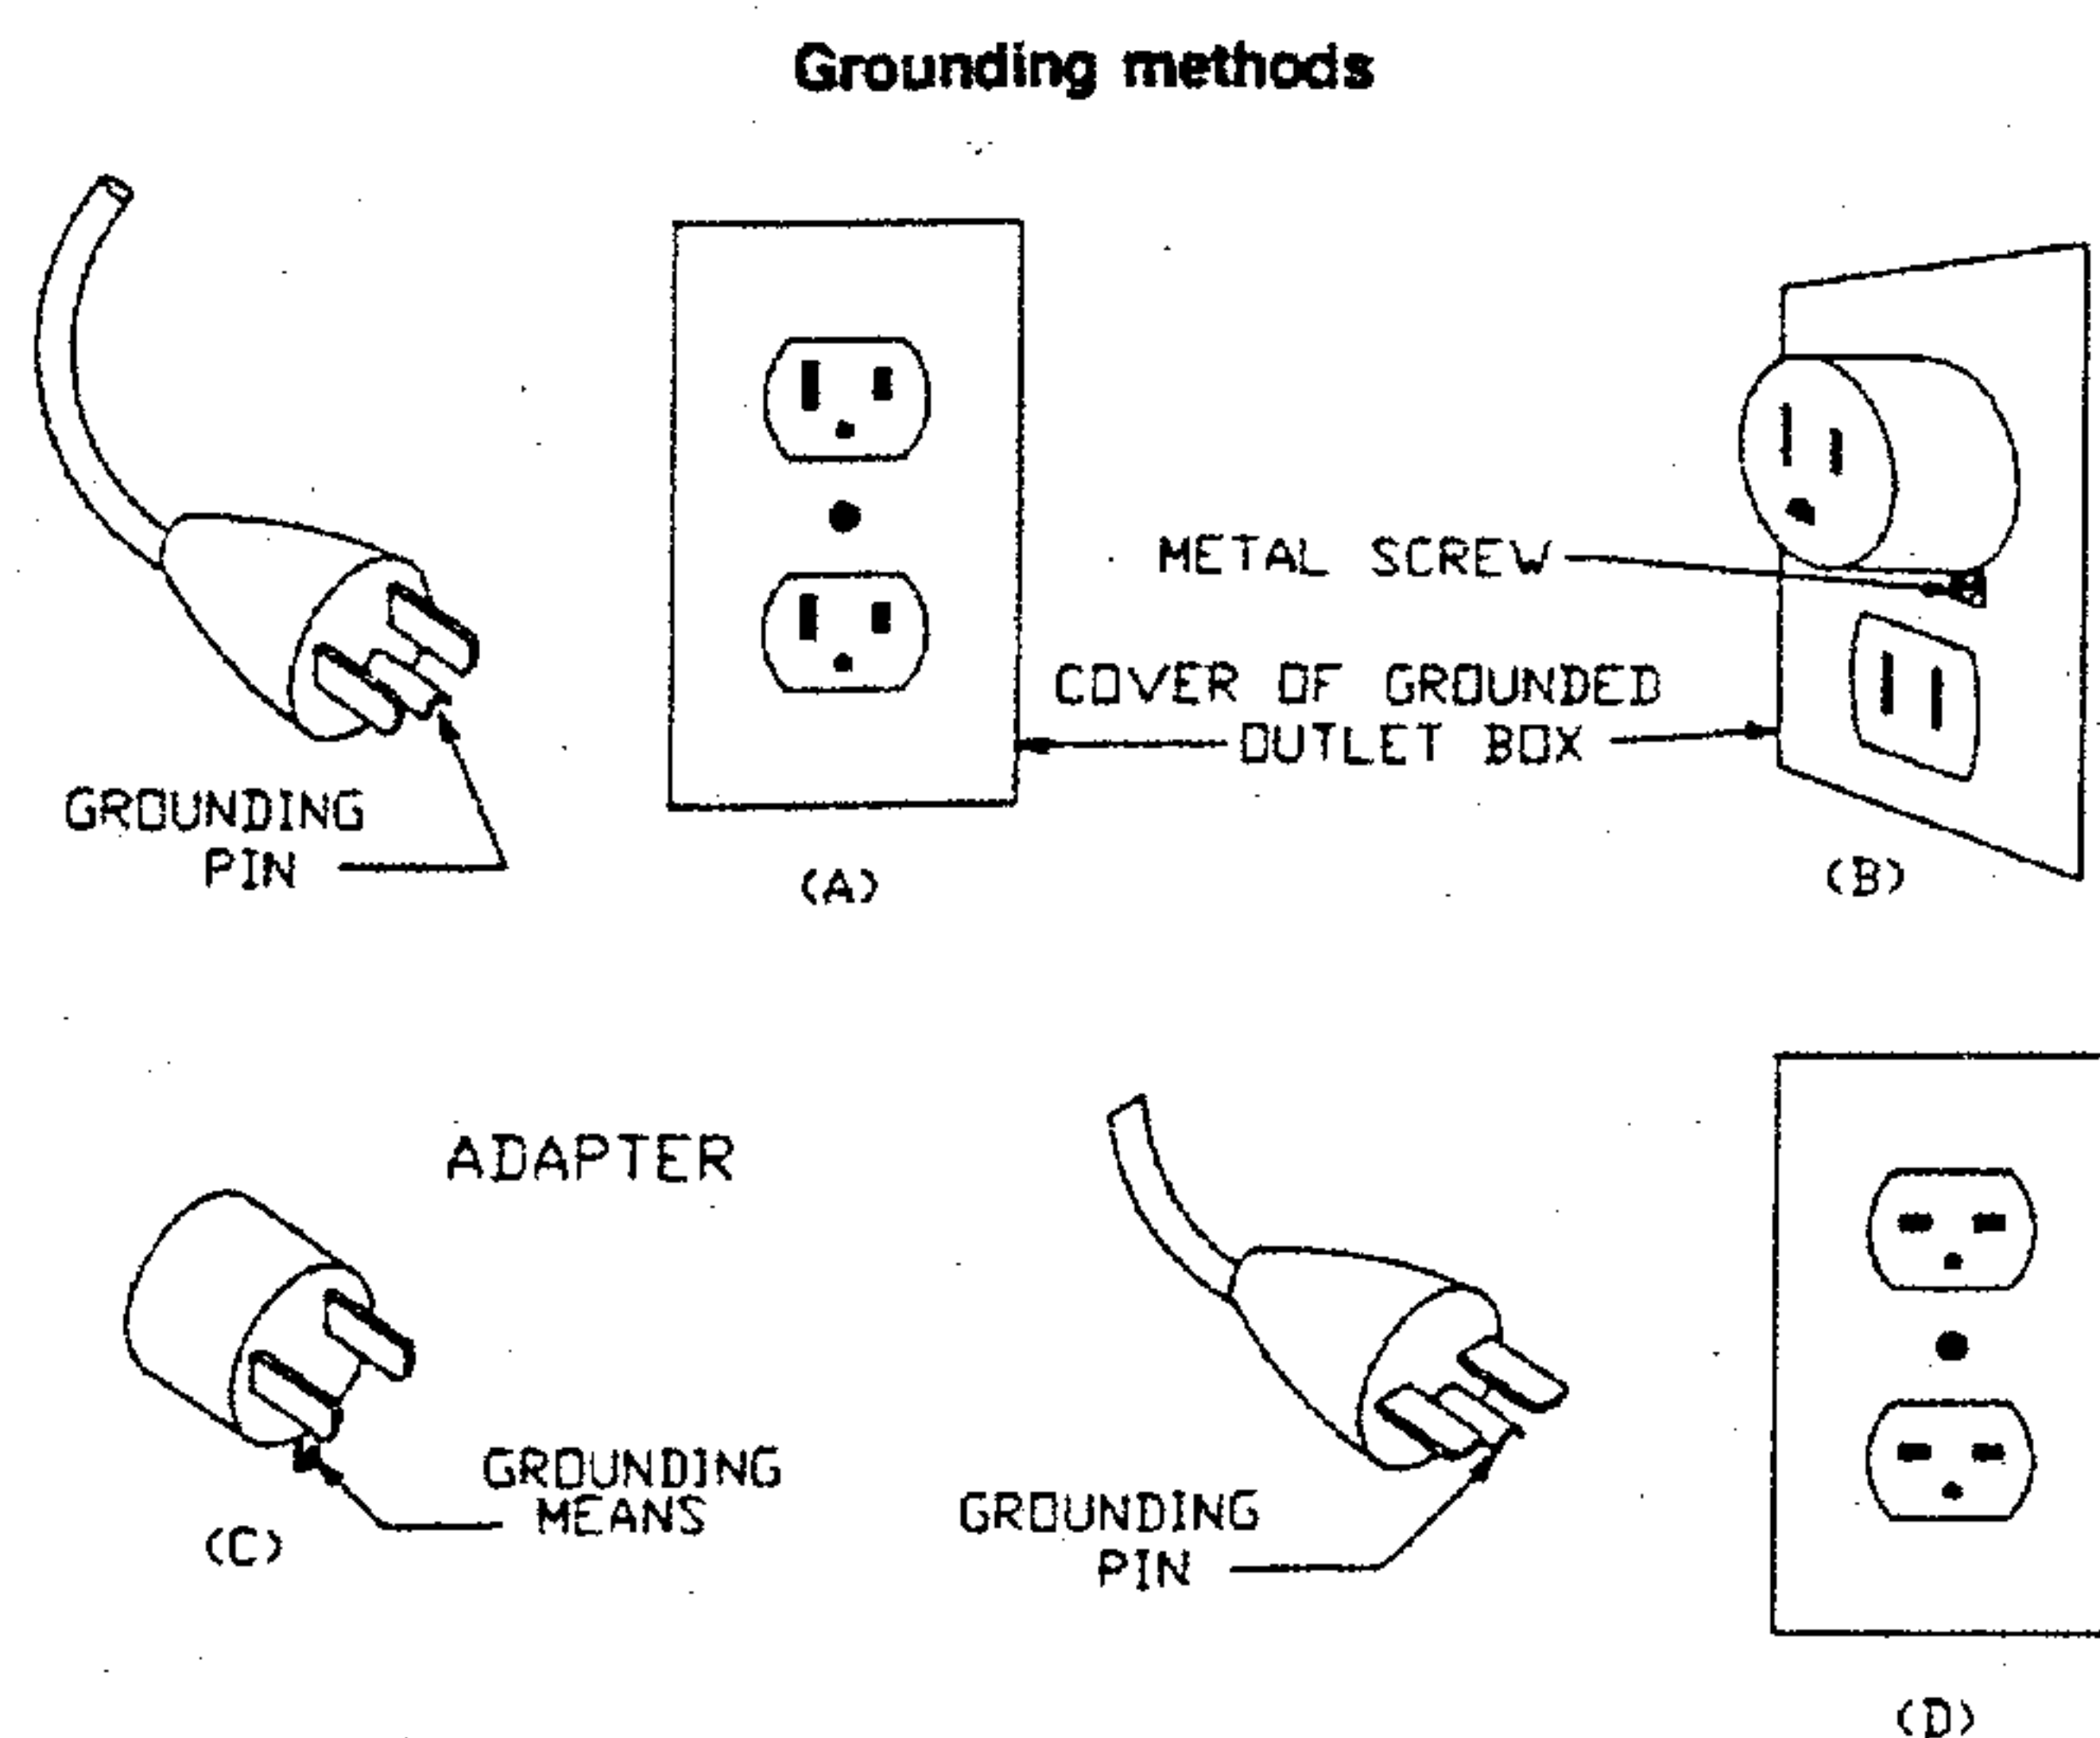 Grounding methods
METAL SCREW
COVER OF GROUNDED
OUTLET BOX
GROUNDING
PIN
(A)
(B)
ADAPTER
GROUNDING
MEANS
(C)
GROUNDING
PIN
(D)